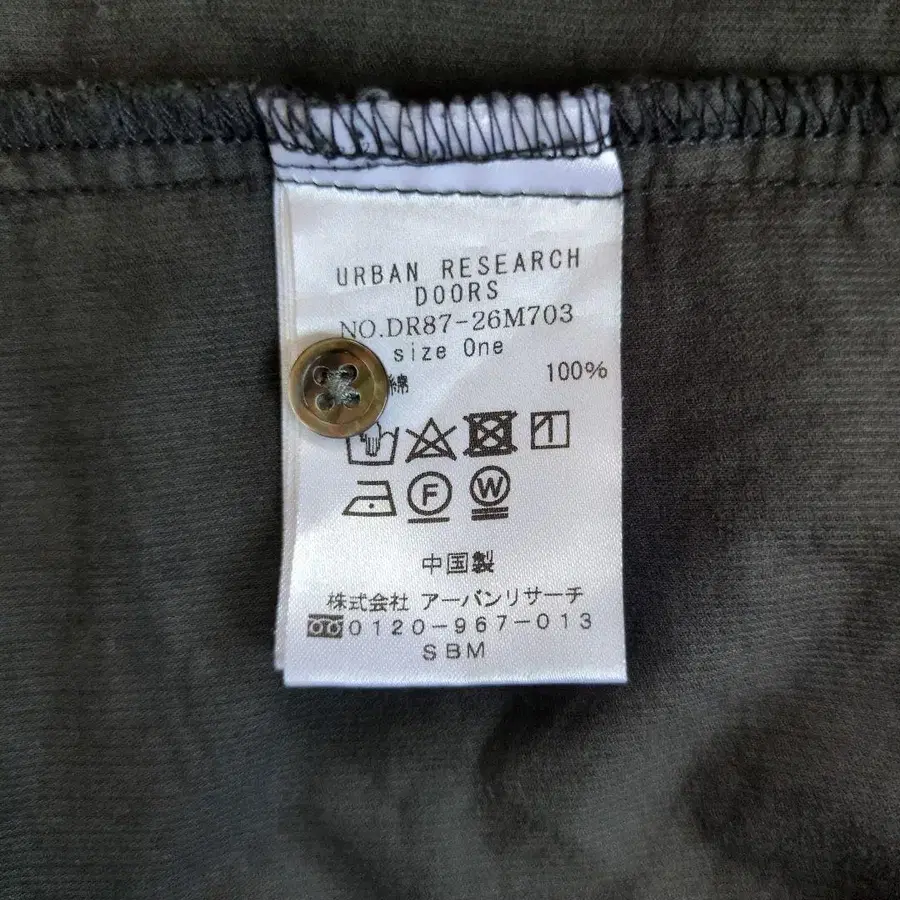 URBAN RESEARCH
DOORS
NO.DR87-26M703
size One
綿 100%
F W
中国製
株式会社 アーバンリサーチ
0120-967-013
SBM